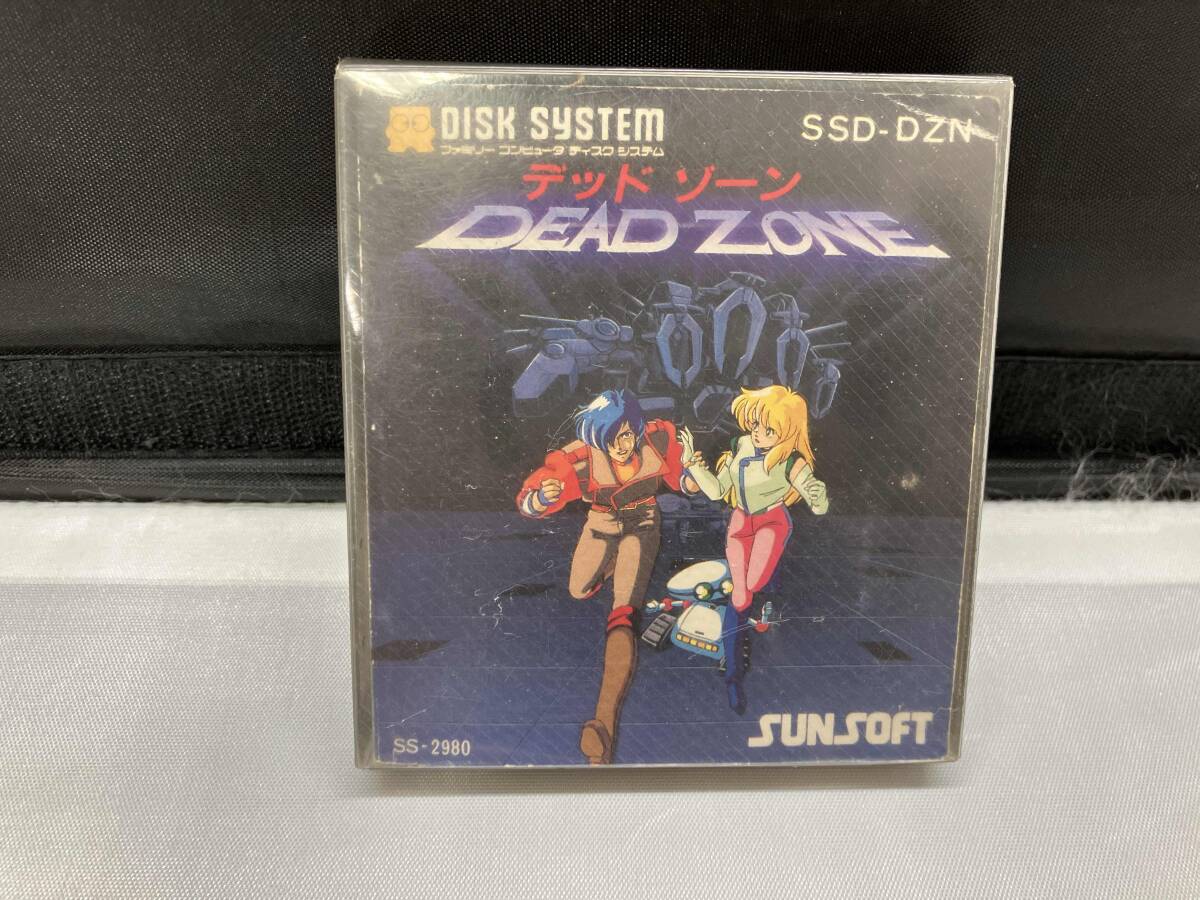 DISK SYSTEM
SSD-DZN
ファミリー コンピュータ ディスク システム
デッド ゾーン
DEAD ZONE
SUNSOFT
SS-2980